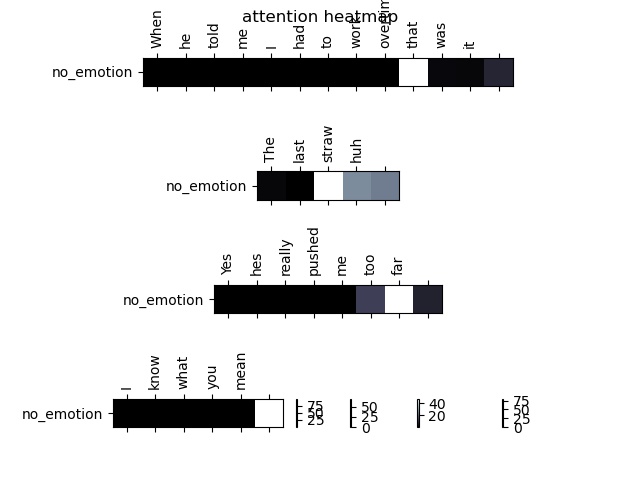 attention heatmap
When he told me I had to work overtim that was it
no_emotion
The last straw huh
no_emotion
Yes hes really pushed me too far
no_emotion
I know what you mean
no_emotion
75 50 25
50 0
40 20
75 50 25 0